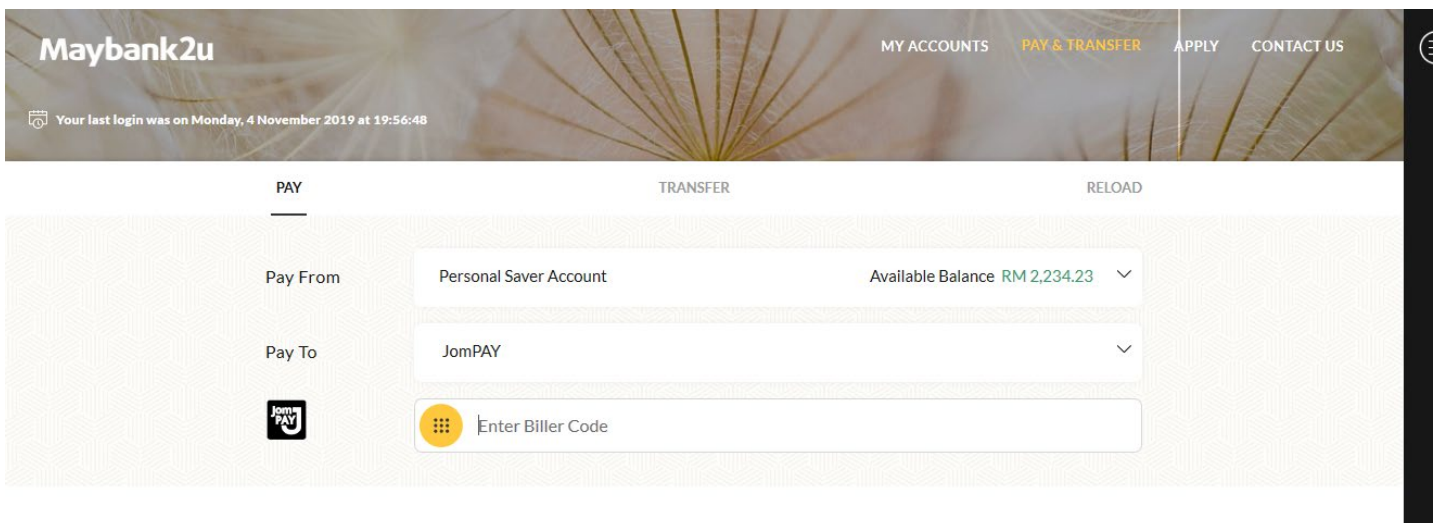 Maybank2u
MY ACCOUNTS PAY & TRANSFER APPLY CONTACT US
Your last login was on Monday, 4 November 2019 at 19:56:48
PAY TRANSFER RELOAD
Pay From Personal Saver Account Available Balance RM 2,234.23
Pay To JomPAY
Jom
PAY
Enter Biller Code